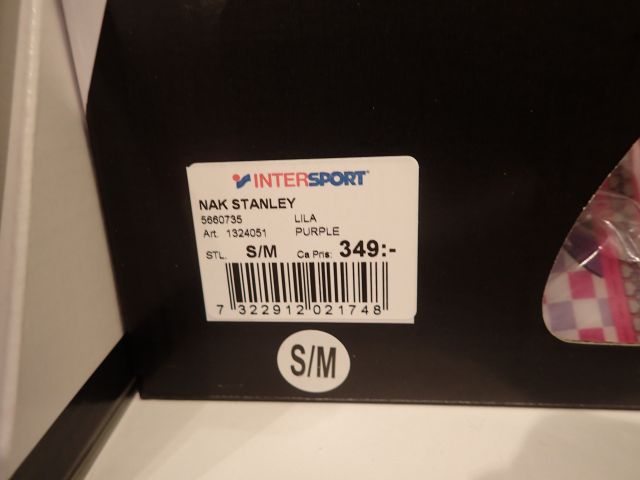 INTERSPORT
NAK STANLEY
5660735 LILA
Art. 1324051 PURPLE
STL. S/M Ca Pris: 349:-
7 322912 021748
S/M